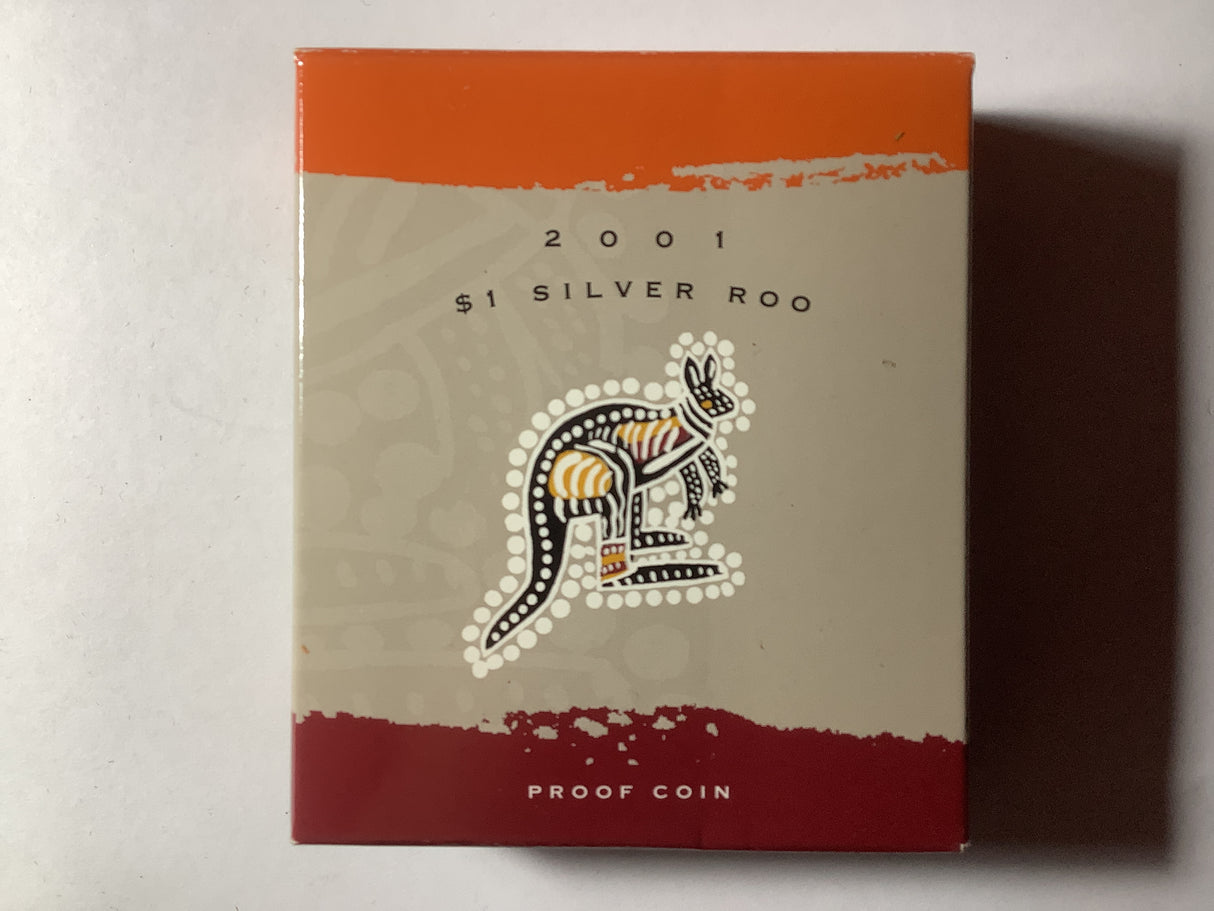 2001
$1 SILVER ROO
PROOF COIN